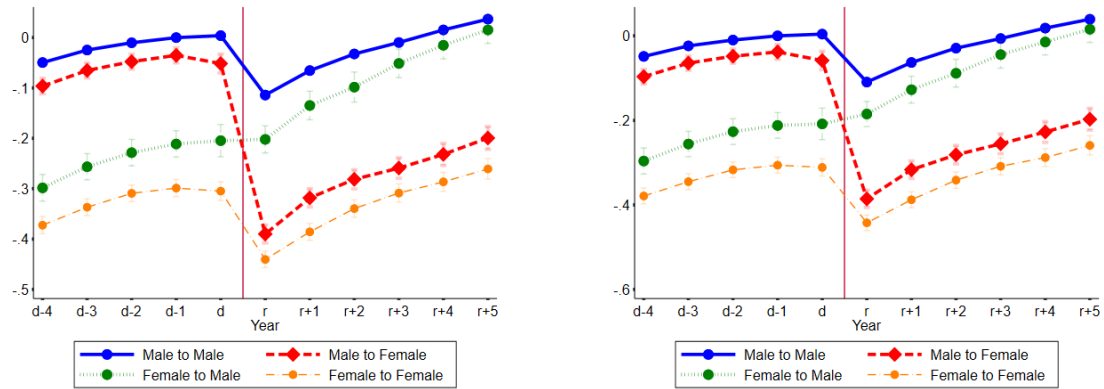 0
-.1
-.2
-.3
-.4
-.5
d-4 d-3 d-2 d-1 d r r+1 r+2 r+3 r+4 r+5
Year
Male to Male Male to Female
Female to Male Female to Female
0
-.2
-.4
-.6
d-4 d-3 d-2 d-1 d r r+1 r+2 r+3 r+4 r+5
Year
Male to Male Male to Female
Female to Male Female to Female